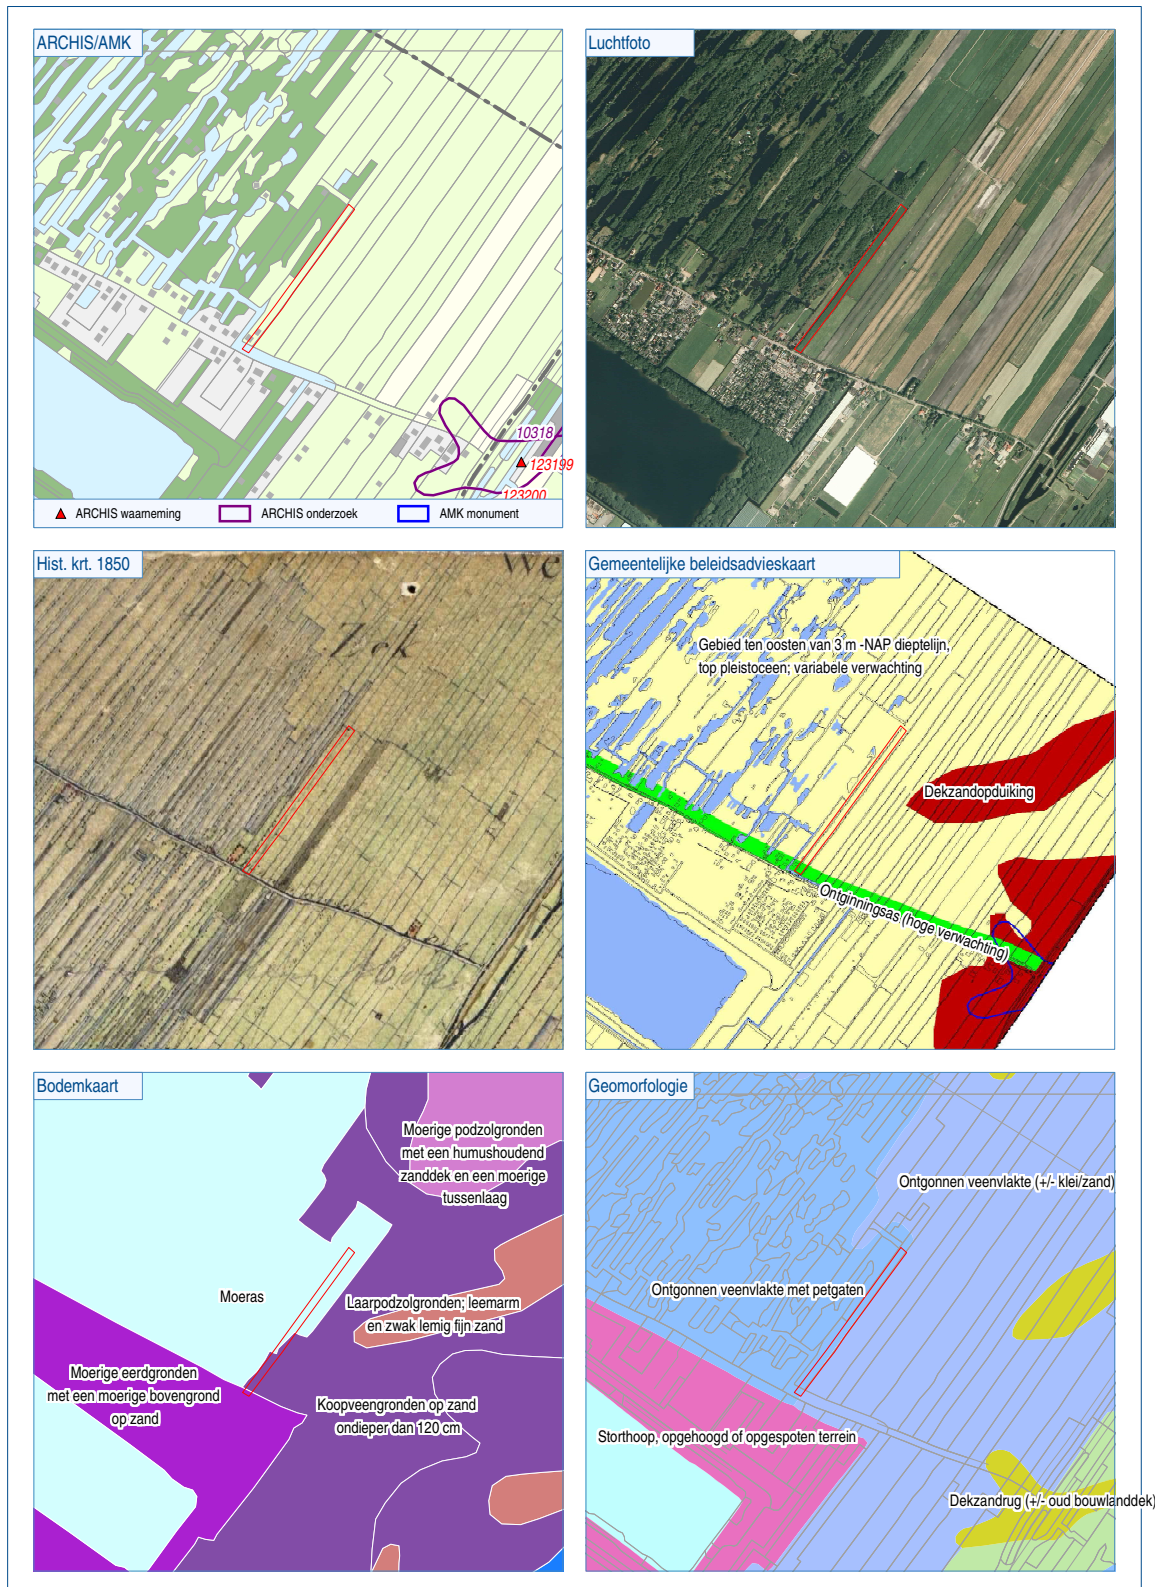 ARCHIS/AMK
10318
123199
123200
ARCHIS waarneming
ARCHIS onderzoek
AMK monument
Luchtfoto
Hist. krt. 1850
We
Gemeentelijke beleidsadvieskaart
Gebied ten oosten van 3 m -NAP dieptelijn,
top pleistoceen; variabele verwachting
Dekzandopduiking
Ontginningsas (hoge verwachting)
Bodemkaart
Moerige podzolgronden
met een humushoudend
zanddek en een moerige
tussenlaag
Moeras
Laarpodzolgronden; leemarm
en zwak lemig fijn zand
Moerige eerdgronden
met een moerige bovengrond
op zand
Koopveengronden op zand
ondieper dan 120 cm
Geomorfologie
Ontgonnen veenvlakte (+/- klei/zand)
Ontgonnen veenvlakte met petgaten
Storthoop, opgehoogd of opgespoten terrein
Dekzandrug (+/- oud bouwlanddek)